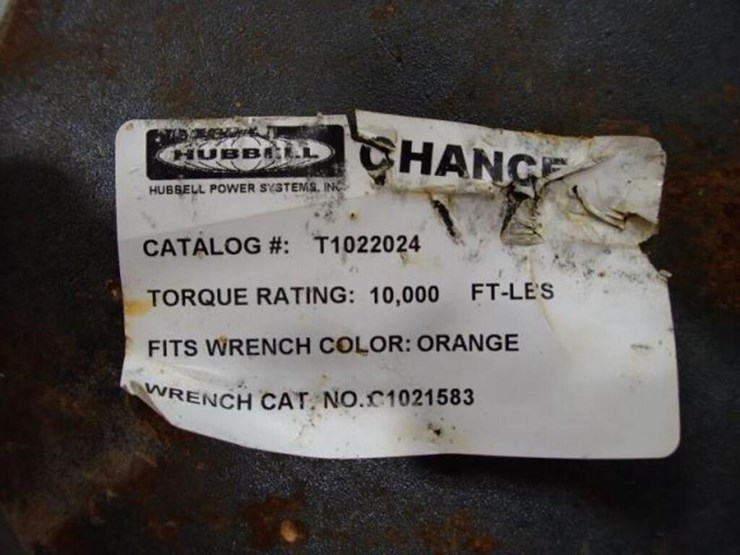 HUBBELL CHANCE
HUBBELL POWER SYSTEMS, INC
CATALOG #: T1022024
TORQUE RATING: 10,000 FT-LBS
FITS WRENCH COLOR: ORANGE
WRENCH CAT. NO.:C1021583